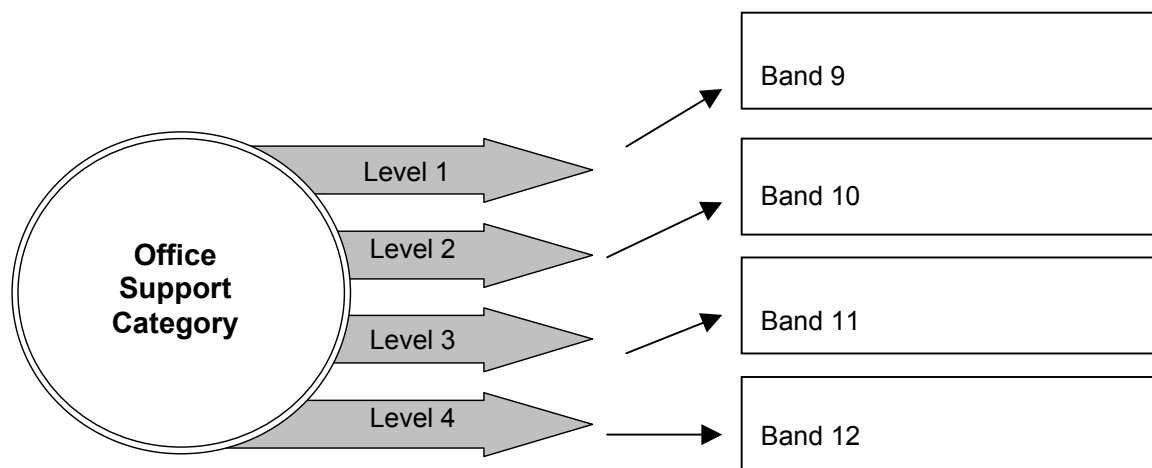 Office
Support
Category
Level 1
Level 2
Level 3
Level 4
Band 9
Band 10
Band 11
Band 12